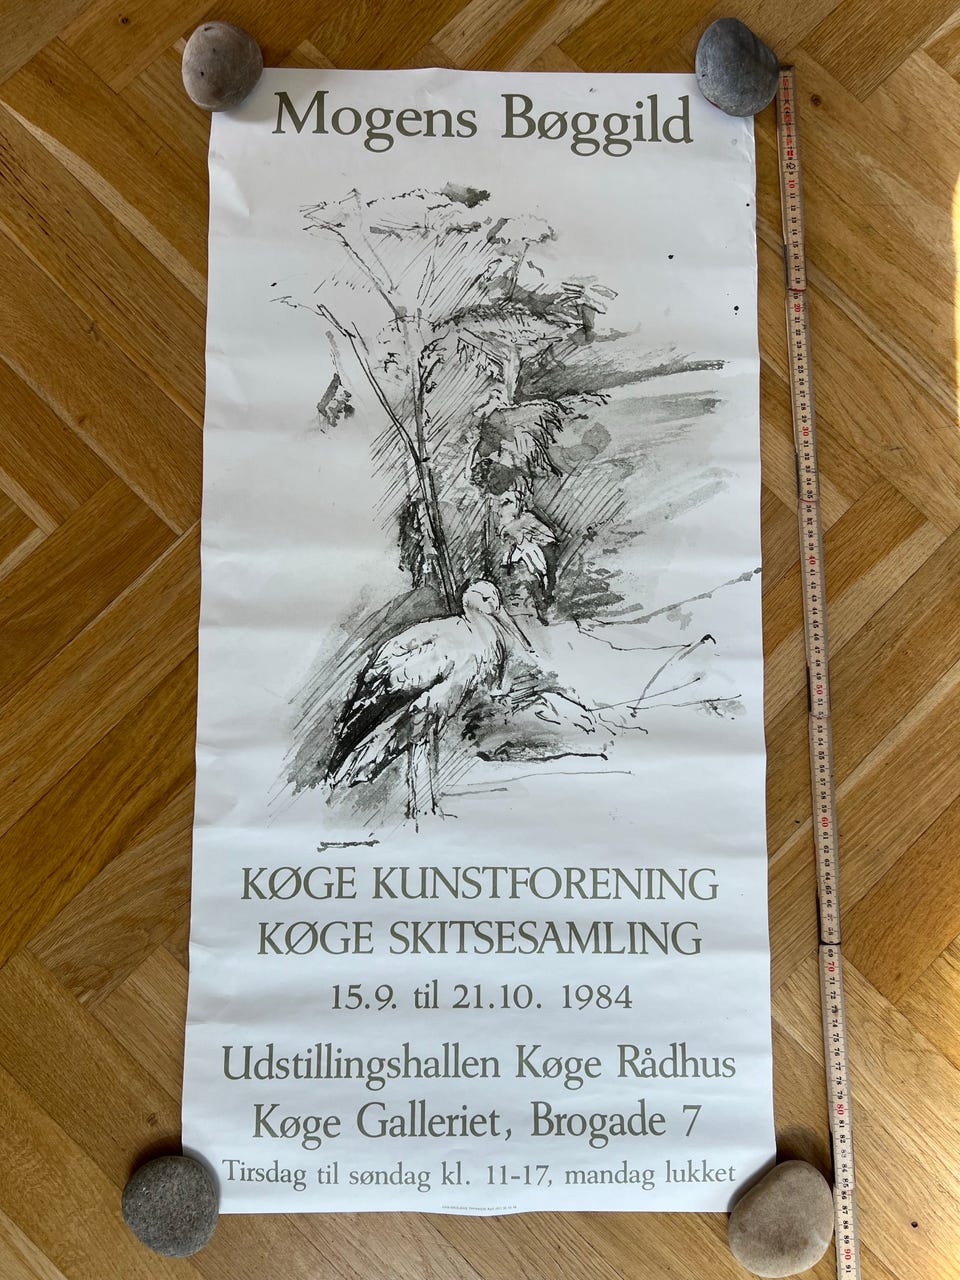 Mogens Bøggild
KØGE KUNSTFORENING
KØGE SKITSESAMLING
15.9. til 21.10. 1984
Udstillingshallen Køge Rådhus
Køge Galleriet, Brogade 7
Tirsdag til søndag kl. 11-17, mandag lukket